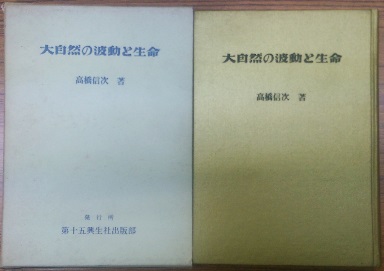 大自然の波動と生命
高橋信次 著
発行所
第十五興生社出版部
大自然の波動と生命
高橋信次 著